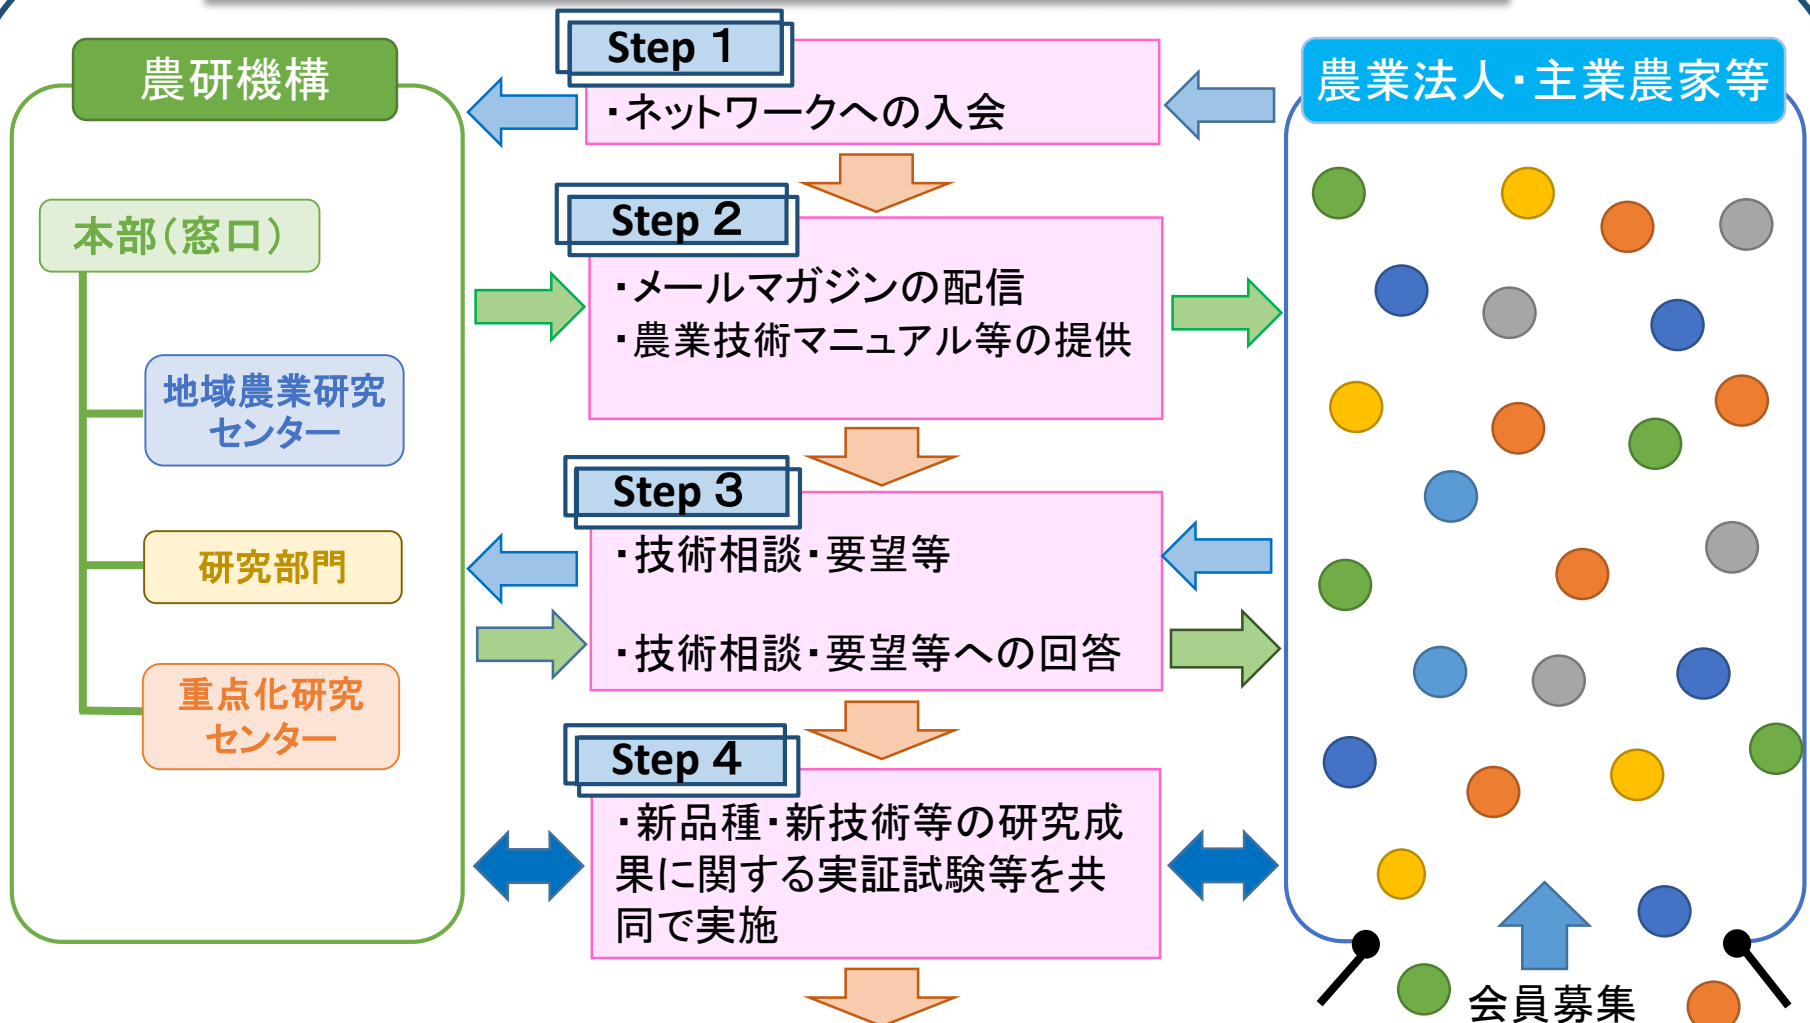 農研機構
本部（窓口）
地域農業研究
センター
研究部門
重点化研究
センター
Step 1
・ネットワークへの入会
Step 2
・メールマガジンの配信
・農業技術マニュアル等の提供
Step 3
・技術相談・要望等
・技術相談・要望等への回答
Step 4
・新品種・新技術等の研究成
果に関する実証試験等を共
同で実施
農業法人・主業農家等
会員募集